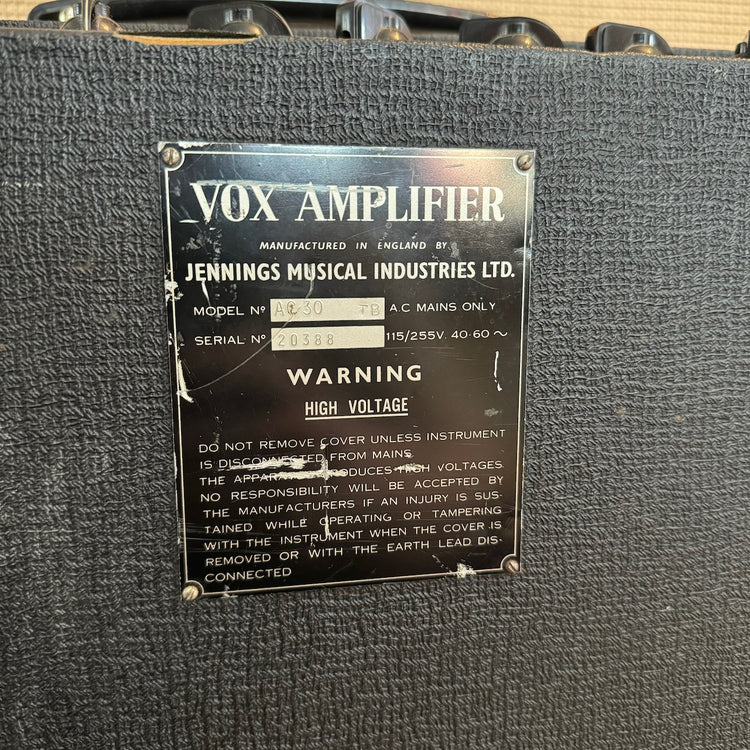 VOX AMPLIFIER
MANUFACTURED IN ENGLAND BY
JENNINGS MUSICAL INDUSTRIES LTD.
MODEL Nº AC30 TB A.C MAINS ONLY
SERIAL Nº 20388 115/255V. 40-60 ~
WARNING
HIGH VOLTAGE
DO NOT REMOVE COVER UNLESS INSTRUMENT
IS DISCONNECTED FROM MAINS
THE APPARATUS PRODUCES HIGH VOLTAGES
NO RESPONSIBILITY WILL BE ACCEPTED BY
THE MANUFACTURERS IF AN INJURY IS SUS-
TAINED WHILE OPERATING OR TAMPERING
WITH THE INSTRUMENT WHEN THE COVER IS
REMOVED OR WITH THE EARTH LEAD DIS-
CONNECTED